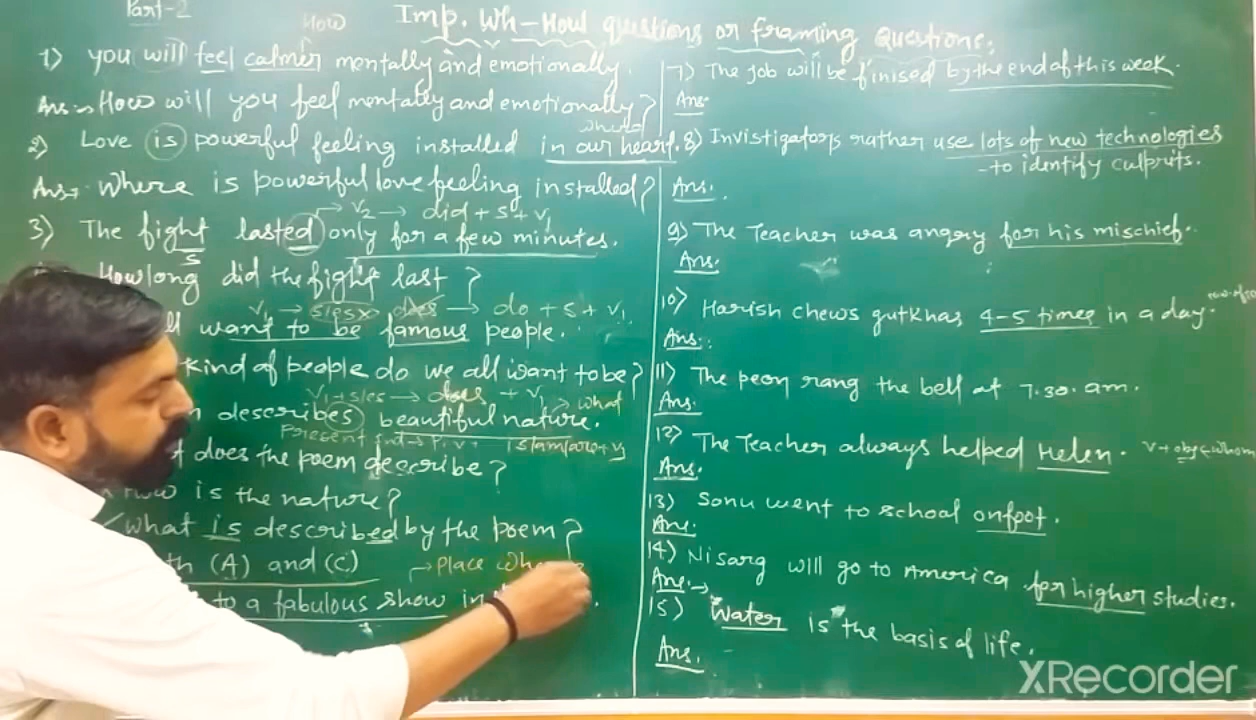 Part-2
How
Imp. Wh-How questions or framing Questions:
1) you will feel calmer mentally and emotionally.
Ans:→ How will you feel mentally and emotionally?
where
2) Love is powerful feeling installed in our heart.
Ans→ Where is powerful love feeling installed?
→ V2 → did + s + V1
3) The fight lasted only for a few minutes.
S
How long did the fight last?
V1 → s/es x does → do + s + V1
want to be famous people.
kind of people do we all want to be?
V1+s/es → does + V1 → what
describes beautiful nature.
Present is/am/are + V3
does the poem describe?
How is the nature?
✓ what is described by the poem?
(A) and (C)
→ Place
to a fabulous show in
7) The job will be finised by the end of this week.
Ans.
8) Invistigators rather use lots of new technologies
- to identify culprits.
Ans.
9) The Teacher was angry for his mischief.
Ans.
10) Harish chews gutkhas 4-5 times in a day.
Ans.:
11) The peon rang the bell at 7.30. am.
Ans.
12) The Teacher always helped Helen. V+obj<whom
Ans.
13) Sonu went to school onfoot.
Ans.
14) Nisarg will go to America for higher studies.
Ans.→
15) Water is the basis of life.
Ans.
XRecorder